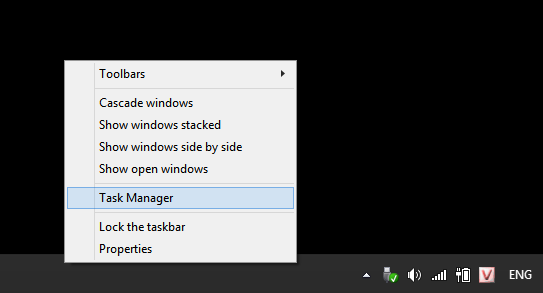 Toolbars
Cascade windows
Show windows stacked
Show windows side by side
Show open windows
Task Manager
Lock the taskbar
Properties
V ENG